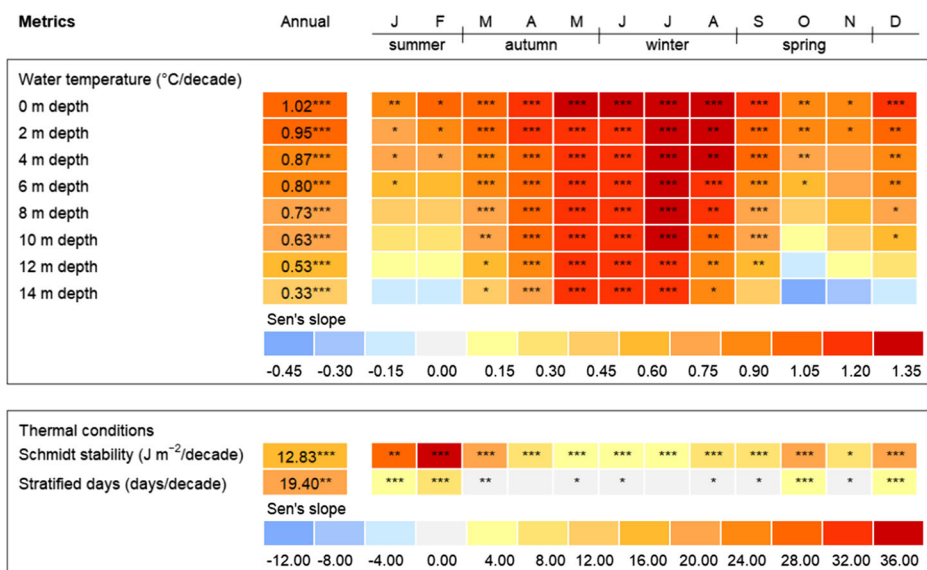 Metrics Annual J F M A M J J A S O N D
summer autumn winter spring
Water temperature (°C/decade)
0 m depth 1.02*** ** * *** *** *** *** *** *** *** ** * ***
2 m depth 0.95*** * * *** *** *** *** *** ** *** ** * **
4 m depth 0.87*** * * *** *** *** *** *** ** *** ** **
6 m depth 0.80*** * *** *** *** *** *** *** *** * **
8 m depth 0.73*** *** *** *** *** *** ** *** *
10 m depth 0.63*** ** *** *** *** *** ** *** *
12 m depth 0.53*** * *** *** *** *** ** **
14 m depth 0.33*** * *** *** *** *** *
Sen's slope
-0.45 -0.30 -0.15 0.00 0.15 0.30 0.45 0.60 0.75 0.90 1.05 1.20 1.35
Thermal conditions
Schmidt stability (J m⁻²/decade) 12.83*** ** *** *** *** *** *** *** *** *** *** * ***
Stratified days (days/decade) 19.40** *** *** ** * * * * *** * ***
Sen's slope
-12.00 -8.00 -4.00 0.00 4.00 8.00 12.00 16.00 20.00 24.00 28.00 32.00 36.00